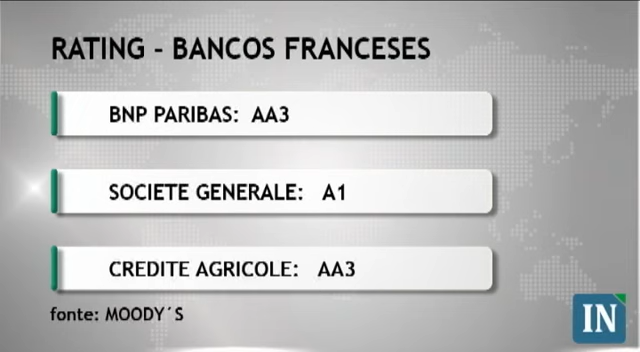 RATING - BANCOS FRANCESES
BNP PARIBAS: AA3
SOCIETE GENERALE: A1
CREDITE AGRICOLE: AA3
fonte: MOODY´S
IN